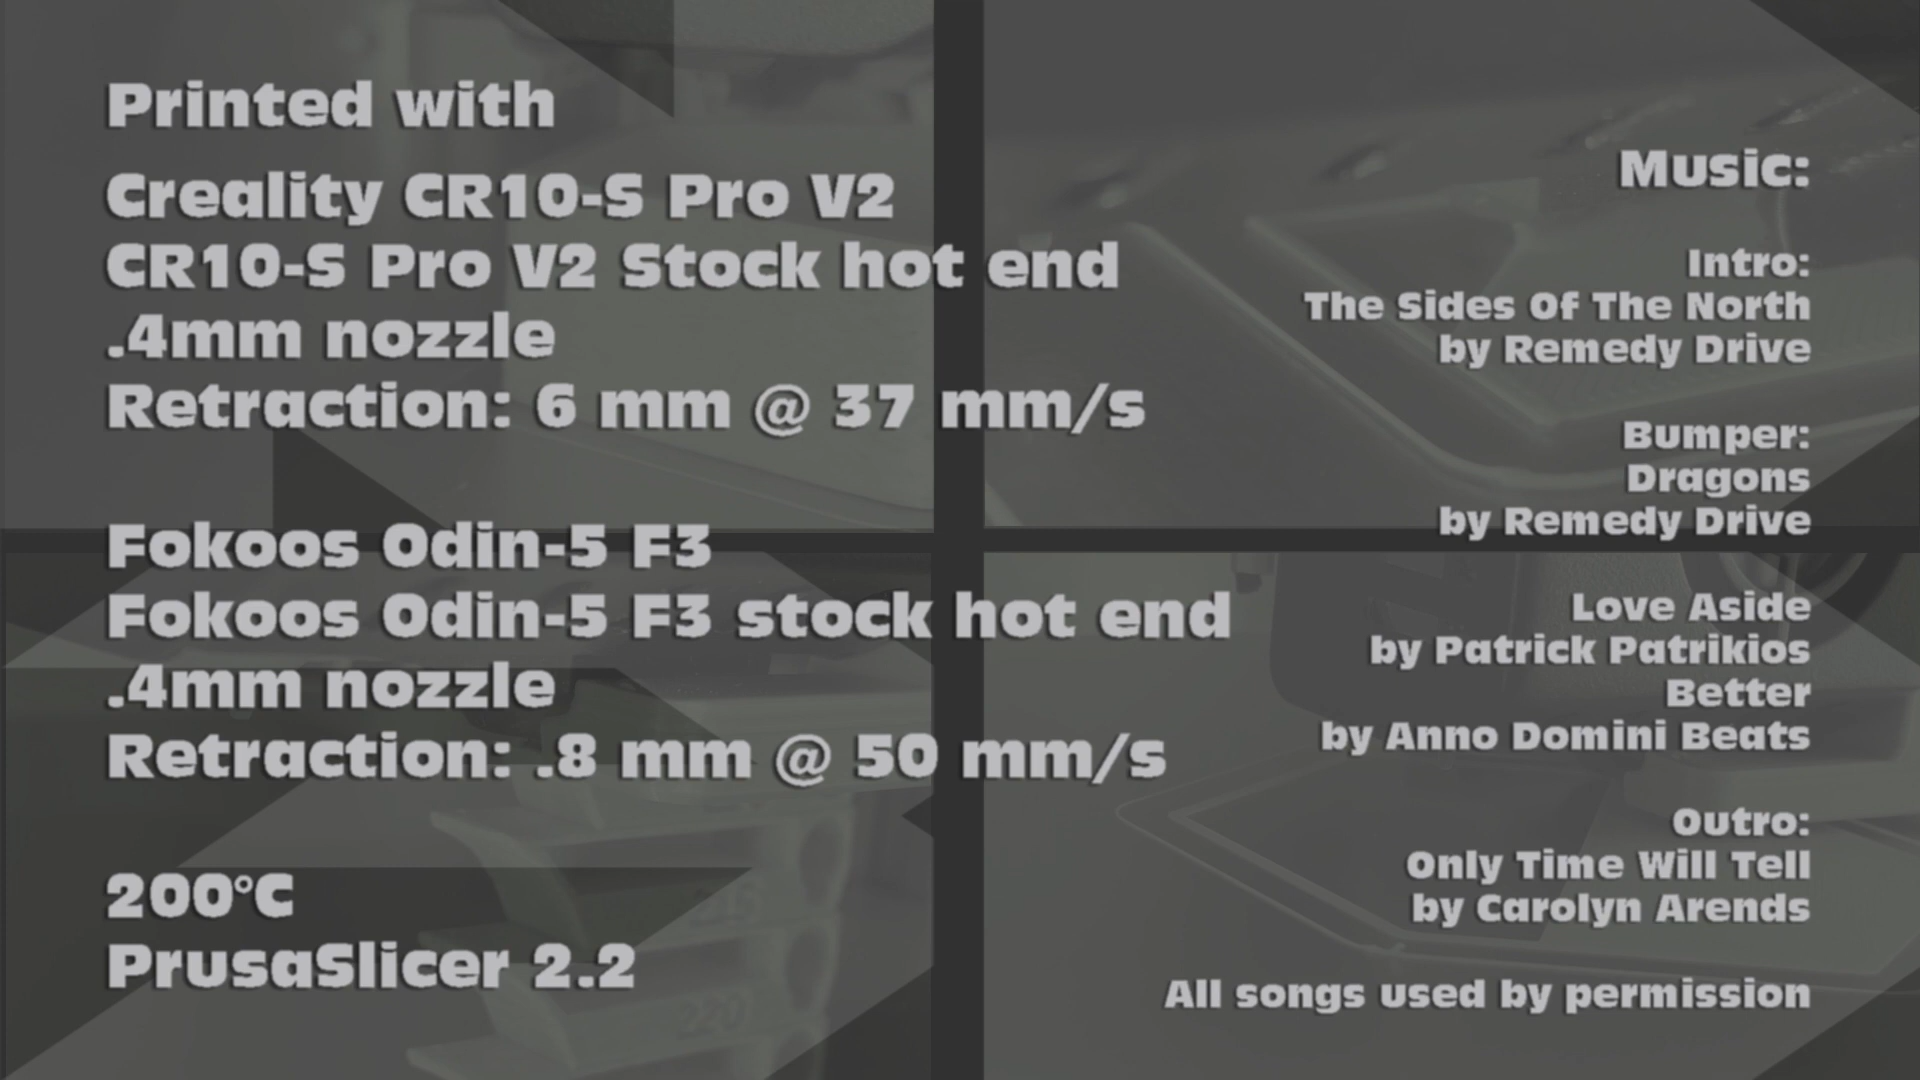 Printed with
Creality CR10-S Pro V2
CR10-S Pro V2 Stock hot end
.4mm nozzle
Retraction: 6 mm @ 37 mm/s
Fokoos Odin-5 F3
Fokoos Odin-5 F3 stock hot end
.4mm nozzle
Retraction: .8 mm @ 50 mm/s
200°C
PrusaSlicer 2.2
Music:
Intro:
The Sides Of The North
by Remedy Drive
Bumper:
Dragons
by Remedy Drive
Love Aside
by Patrick Patrikios
Better
by Anno Domini Beats
Outro:
Only Time Will Tell
by Carolyn Arends
All songs used by permission
215
220